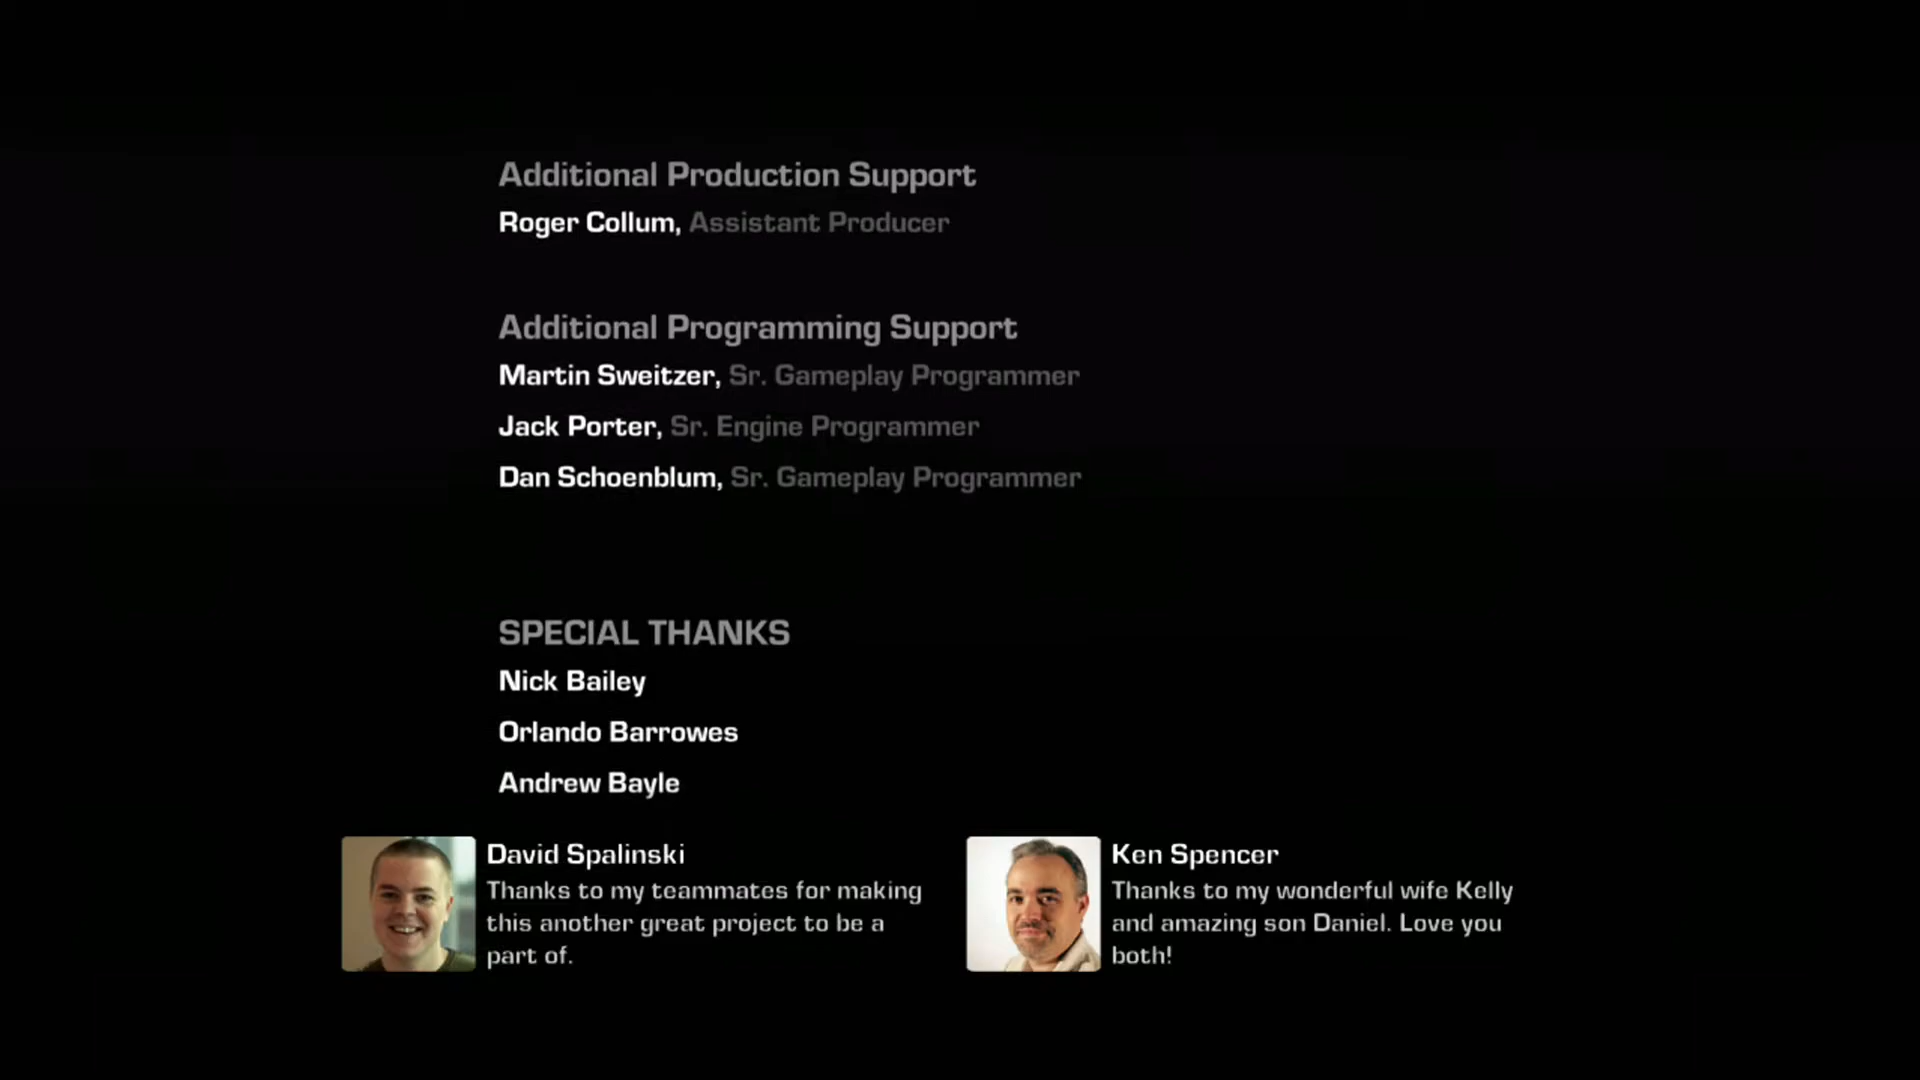 Additional Production Support
Roger Collum, Assistant Producer
Additional Programming Support
Martin Sweitzer, Sr. Gameplay Programmer
Jack Porter, Sr. Engine Programmer
Dan Schoenblum, Sr. Gameplay Programmer
SPECIAL THANKS
Nick Bailey
Orlando Barrowes
Andrew Bayle
David Spalinski
Thanks to my teammates for making
this another great project to be a
part of.
Ken Spencer
Thanks to my wonderful wife Kelly
and amazing son Daniel. Love you
both!